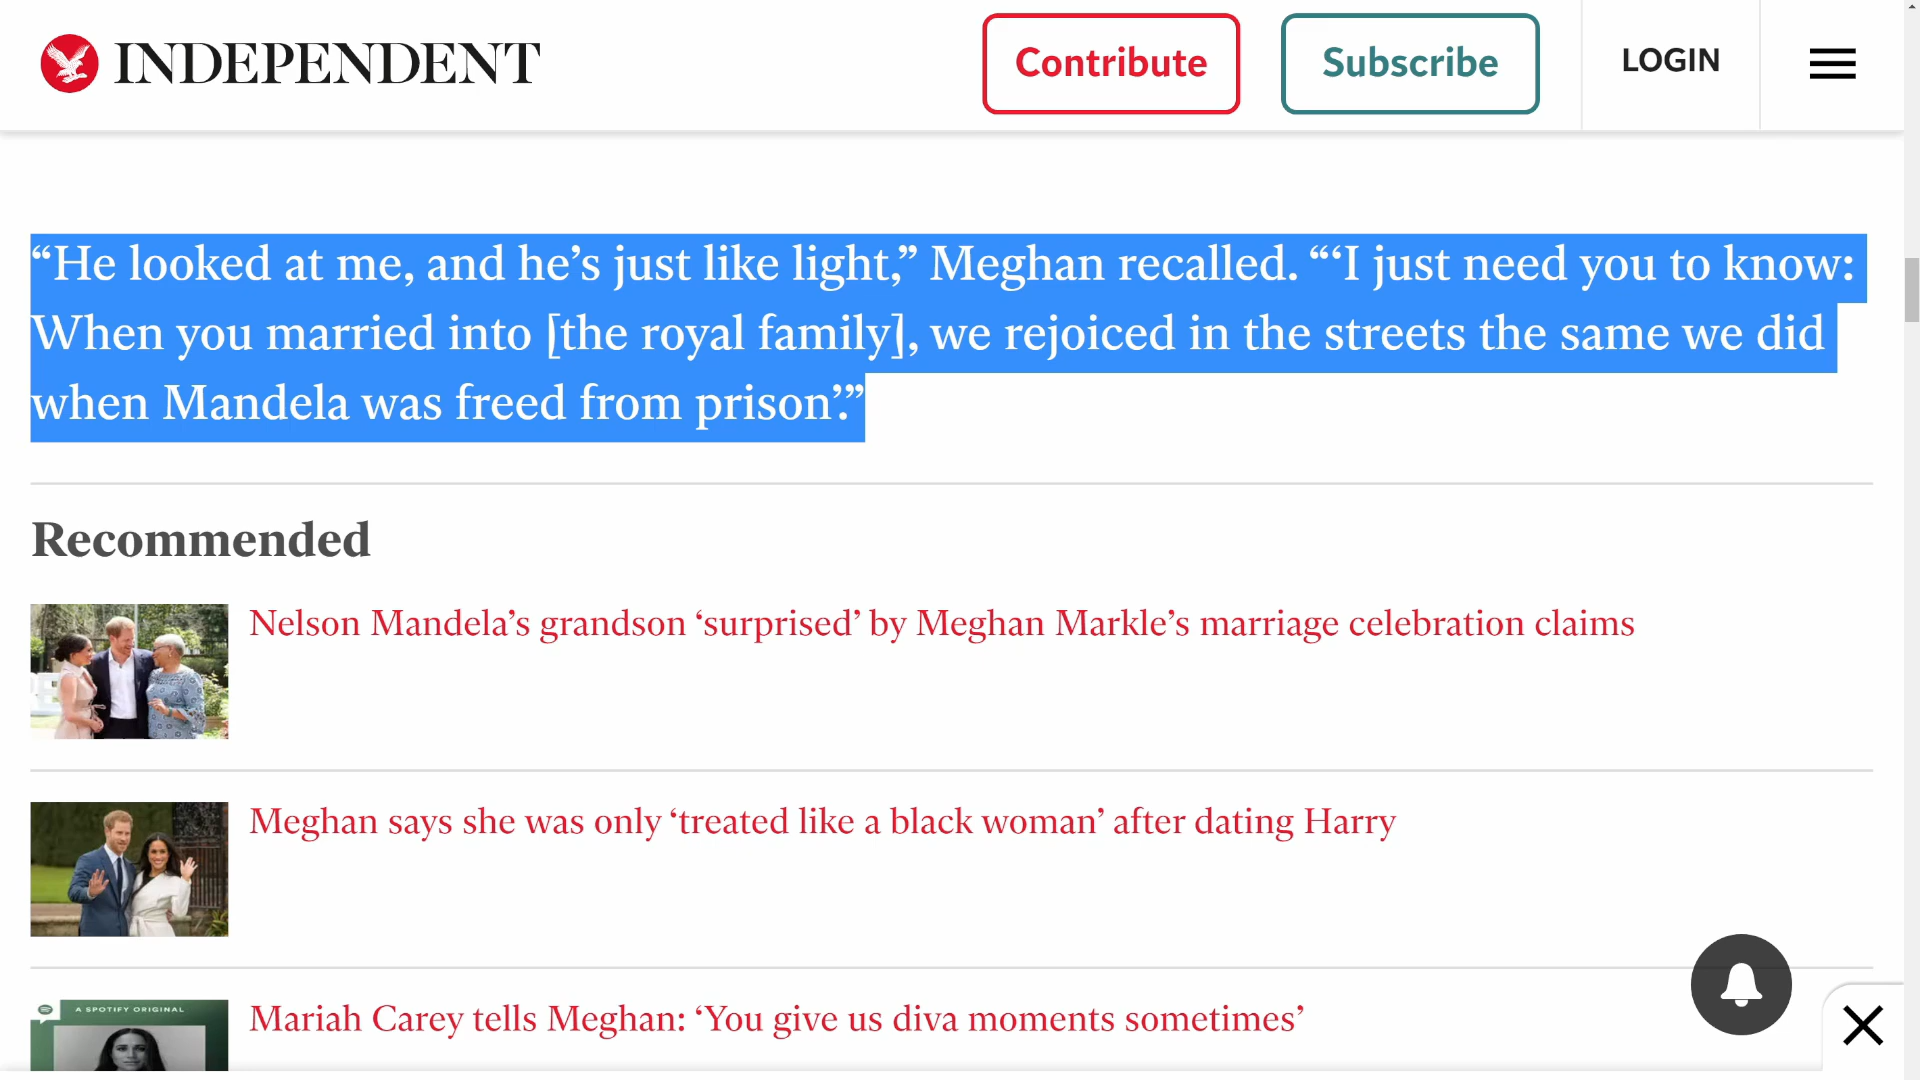 INDEPENDENT
Contribute
Subscribe
LOGIN
“He looked at me, and he’s just like light,” Meghan recalled. “‘I just need you to know:
When you married into [the royal family], we rejoiced in the streets the same we did
when Mandela was freed from prison’.”
Recommended
Nelson Mandela’s grandson ‘surprised’ by Meghan Markle’s marriage celebration claims
Meghan says she was only ‘treated like a black woman’ after dating Harry
A SPOTIFY ORIGINAL
Mariah Carey tells Meghan: ‘You give us diva moments sometimes’